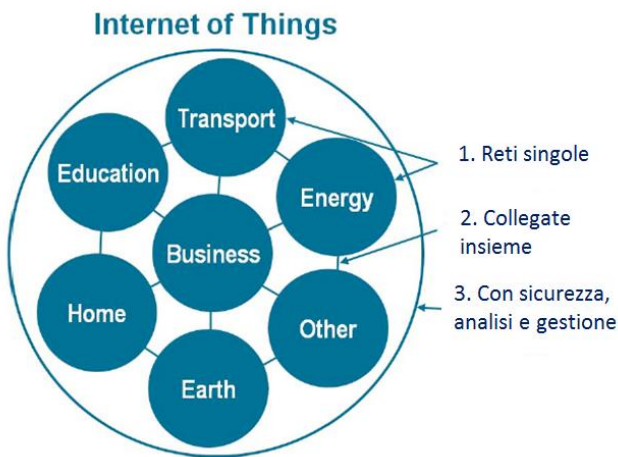 Internet of Things
Transport
Education
Energy
Business
Home
Other
Earth
1. Reti singole
2. Collegate
insieme
3. Con sicurezza,
analisi e gestione